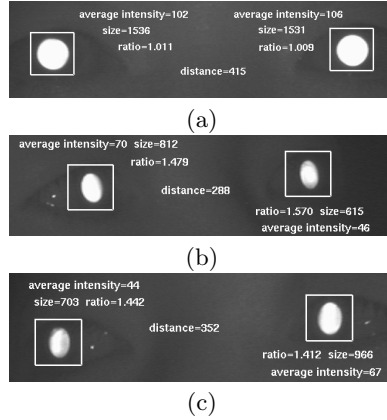 average intensity=102
size=1536
ratio=1.011
average intensity=106
size=1531
ratio=1.009
distance=415
(a)
average intensity=70 size=812
ratio=1.479
distance=288
ratio=1.570 size=615
average intensity=46
(b)
average intensity=44
size=703 ratio=1.442
distance=352
ratio=1.412 size=966
average intensity=67
(c)